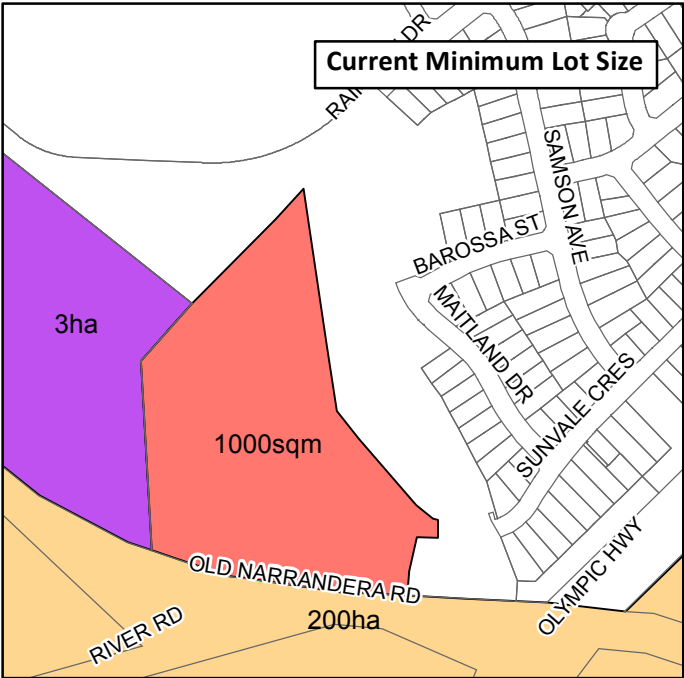 Current Minimum Lot Size
DR
SAMSON AVE
BAROSSA ST
MAITLAND DR
3ha
SUNVALE CRES
1000sqm
OLD NARRANDERA RD
OLYMPIC HWY
200ha
RIVER RD